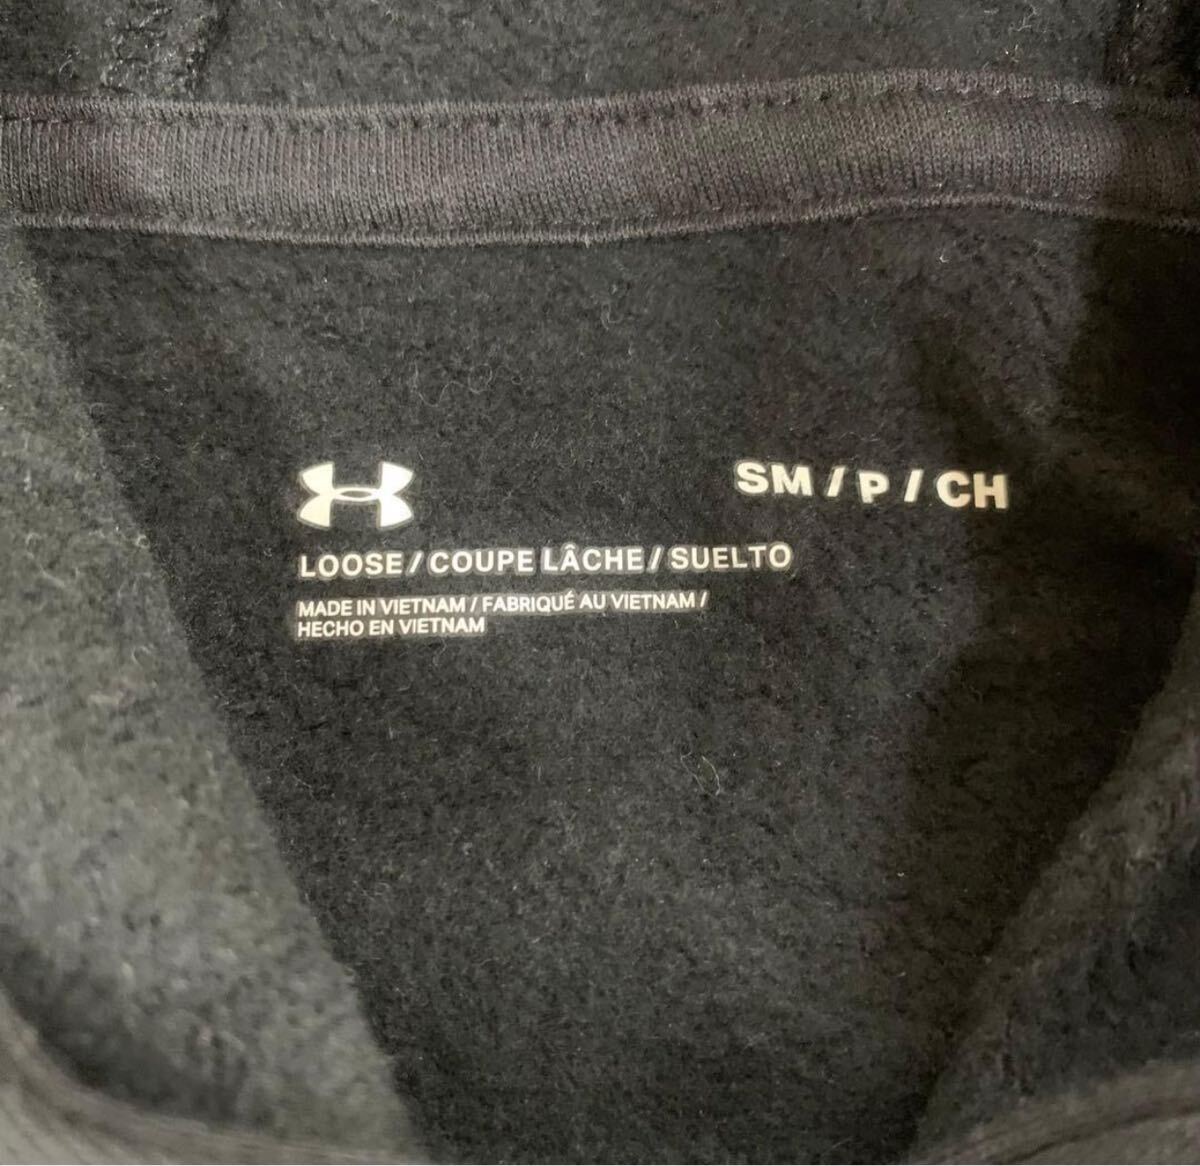 SM / P / CH
LOOSE / COUPE LÂCHE / SUELTO
MADE IN VIETNAM / FABRIQUÉ AU VIETNAM /
HECHO EN VIETNAM